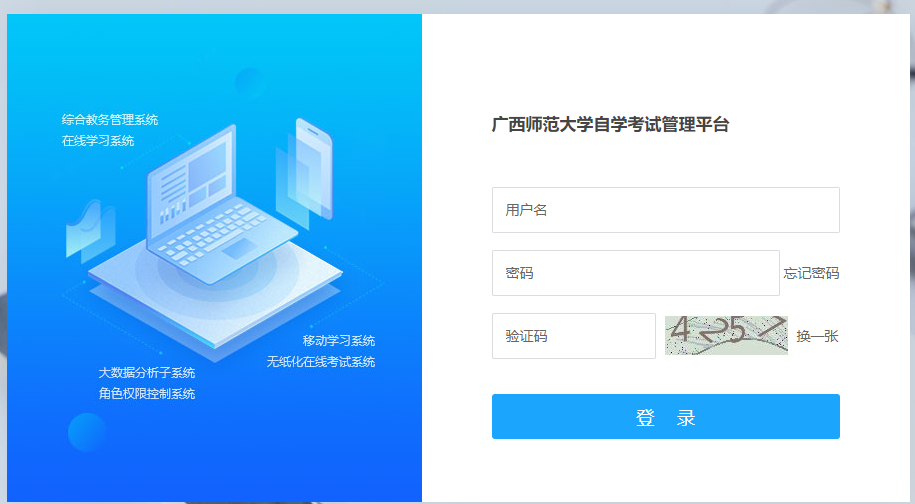 综合教务管理系统
在线学习系统
移动学习系统
无纸化在线考试系统
大数据分析子系统
角色权限控制系统
广西师范大学自学考试管理平台
用户名
密码
忘记密码
验证码
换一张
登 录